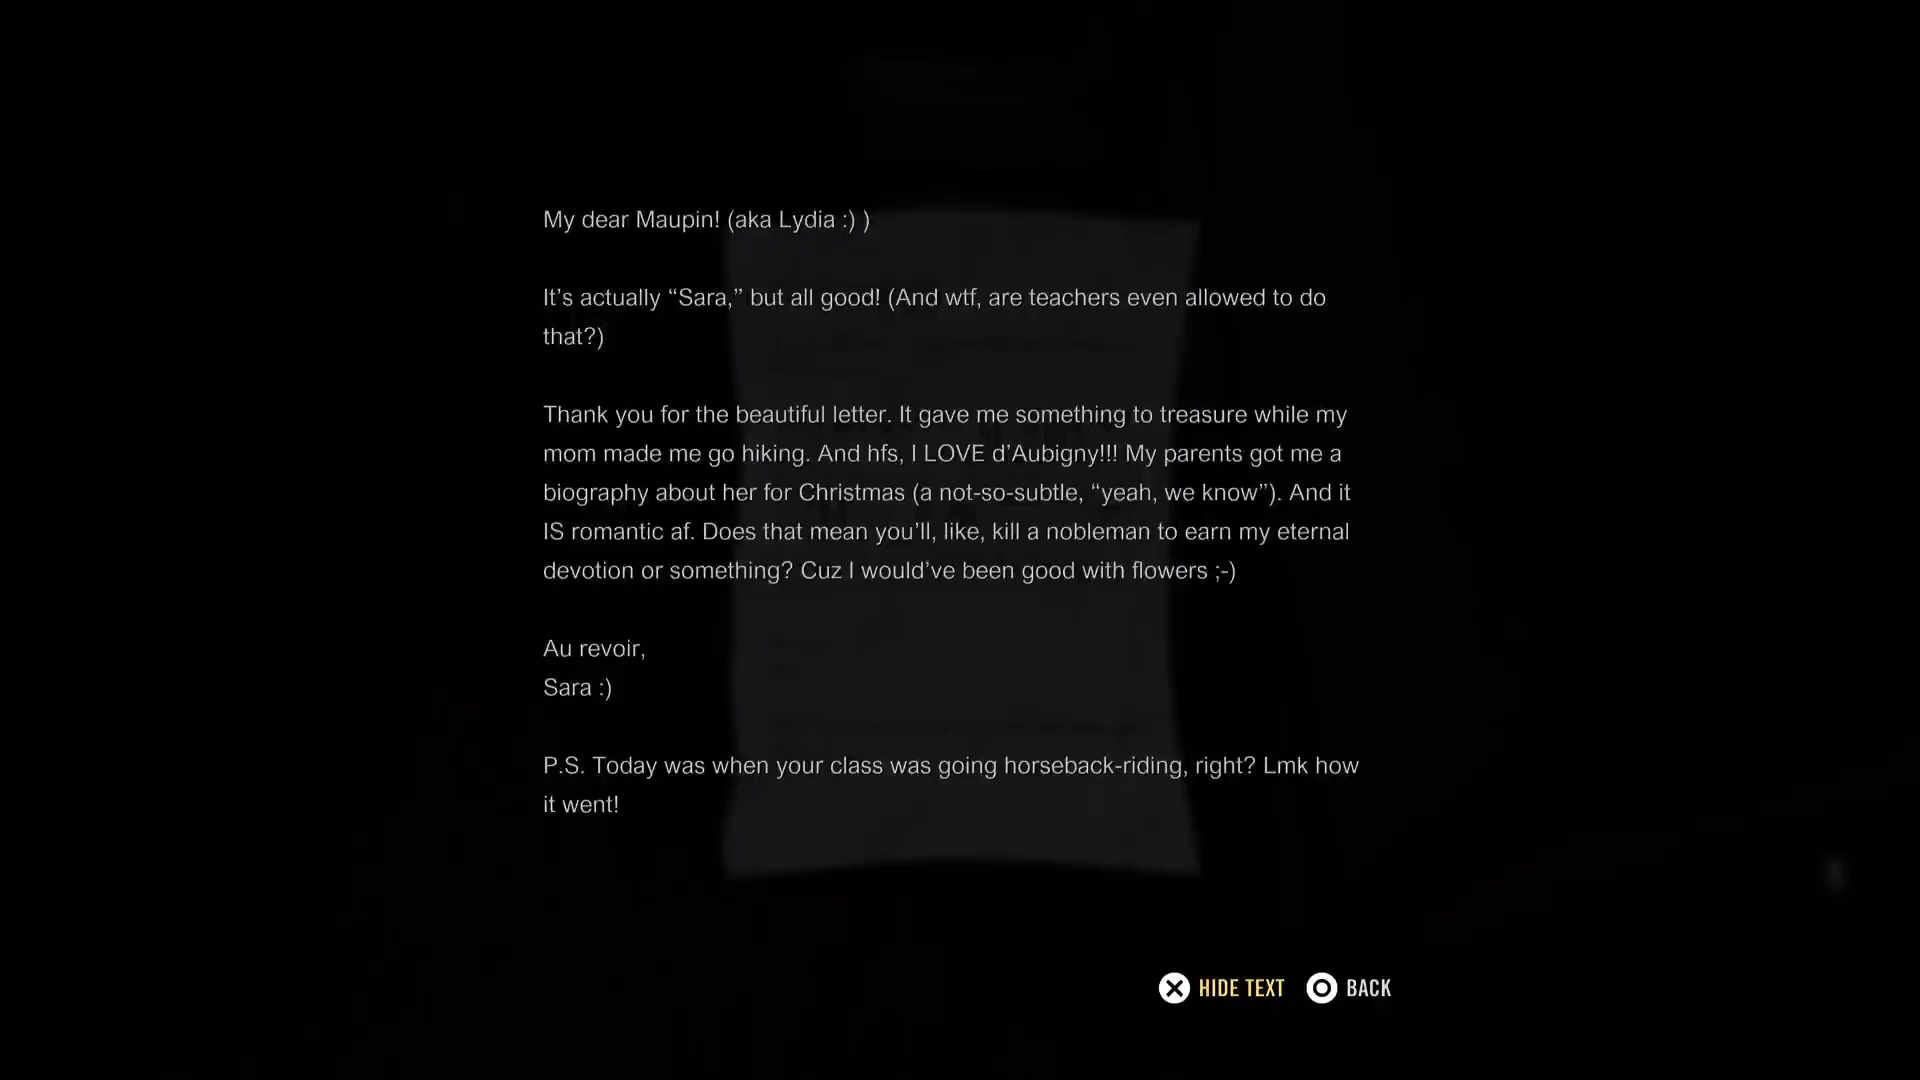 My dear Maupin! (aka Lydia :) )
It’s actually “Sara,” but all good! (And wtf, are teachers even allowed to do
that?)
Thank you for the beautiful letter. It gave me something to treasure while my
mom made me go hiking. And hfs, I LOVE d’Aubigny!!! My parents got me a
biography about her for Christmas (a not-so-subtle, “yeah, we know”). And it
IS romantic af. Does that mean you’ll, like, kill a nobleman to earn my eternal
devotion or something? Cuz I would’ve been good with flowers ;-)
Au revoir,
Sara :)
P.S. Today was when your class was going horseback-riding, right? Lmk how
it went!
HIDE TEXT BACK